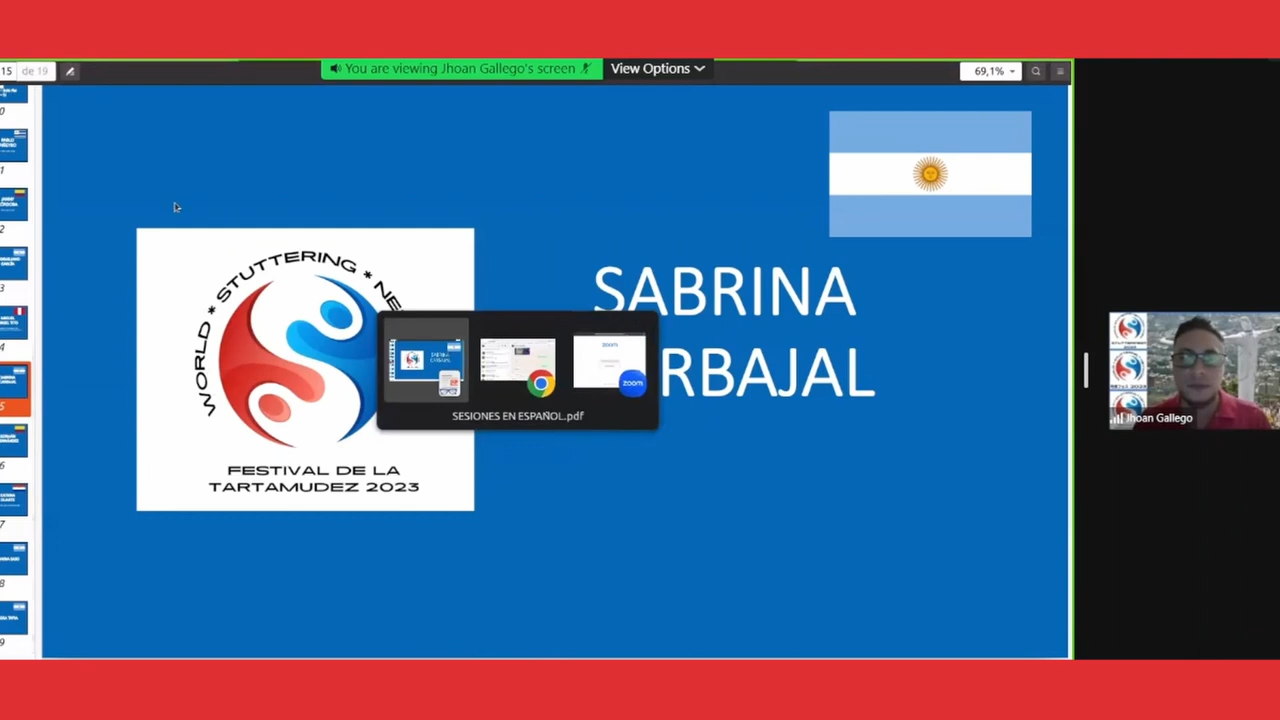 15 de 19
You are viewing Jhoan Gallego's screen
View Options
69,1%
WORLD * STUTTERING * NE
FESTIVAL DE LA
TARTAMUDEZ 2023
SABRINA
RBAJAL
zoom
zoom
SESIONES EN ESPAÑOL.pdf
Jhoan Gallego